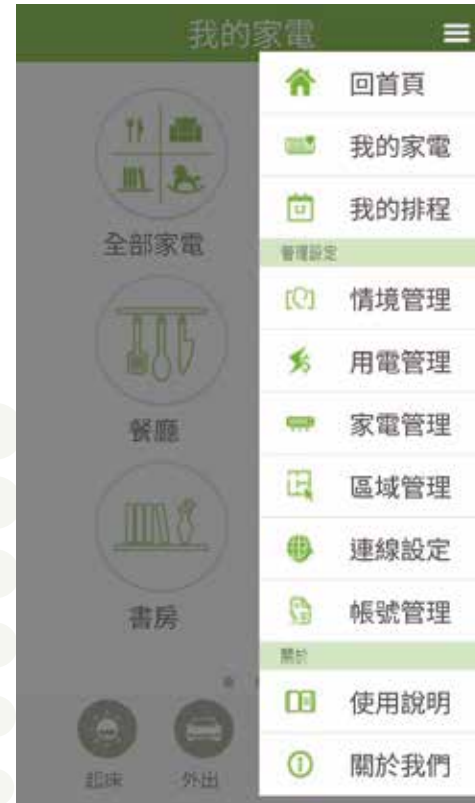 我的家電
全部家電
餐廳
書房
起床
外出
回首頁
我的家電
我的排程
管理設定
情境管理
用電管理
家電管理
區域管理
連線設定
帳號管理
關於
使用說明
關於我們